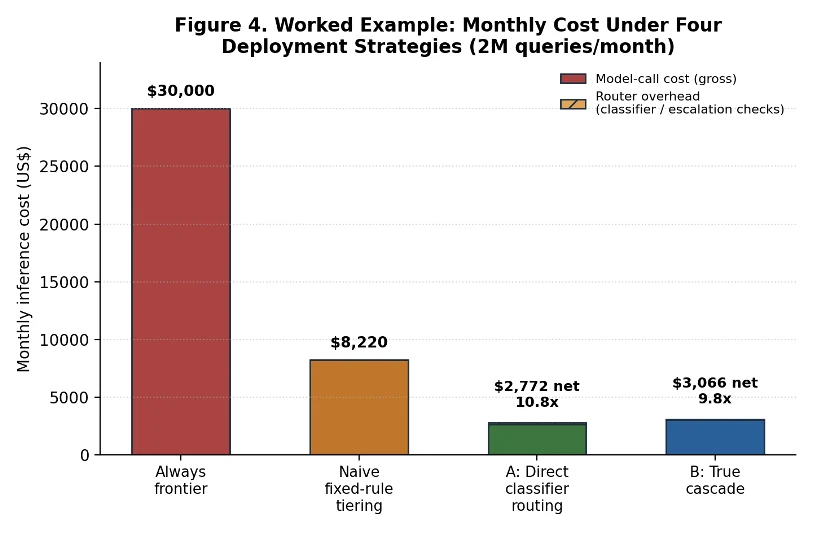 Figure 4. Worked Example: Monthly Cost Under Four
Deployment Strategies (2M queries/month)
Model-call cost (gross)
Router overhead
(classifier / escalation checks)
Monthly inference cost (US$)
30000
25000
20000
15000
10000
5000
0
$30,000
$8,220
$2,772 net
10.8x
$3,066 net
9.8x
Always
frontier
Naive
fixed-rule
tiering
A: Direct
classifier
routing
B: True
cascade